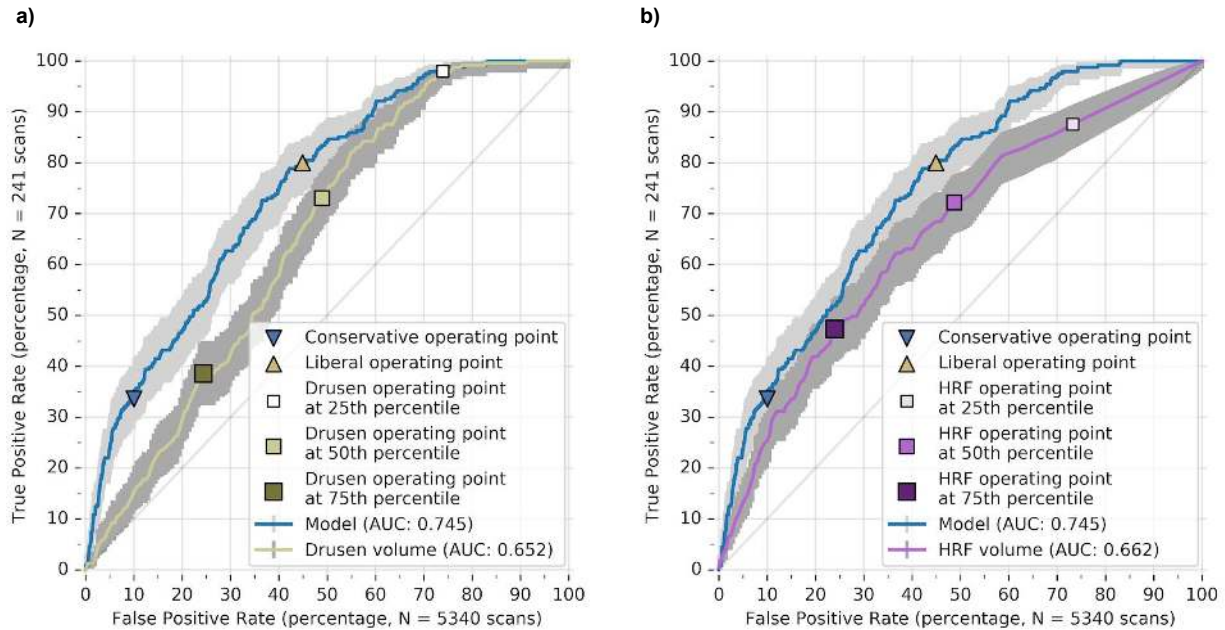 a)
True Positive Rate (percentage, N = 241 scans)
100
90
80
70
60
50
40
30
20
10
0
Conservative operating point
Liberal operating point
Drusen operating point
at 25th percentile
Drusen operating point
at 50th percentile
Drusen operating point
at 75th percentile
Model (AUC: 0.745)
Drusen volume (AUC: 0.652)
0 10 20 30 40 50 60 70 80 90 100
False Positive Rate (percentage, N = 5340 scans)
b)
True Positive Rate (percentage, N = 241 scans)
100
90
80
70
60
50
40
30
20
10
0
Conservative operating point
Liberal operating point
HRF operating point
at 25th percentile
HRF operating point
at 50th percentile
HRF operating point
at 75th percentile
Model (AUC: 0.745)
HRF volume (AUC: 0.662)
0 10 20 30 40 50 60 70 80 90 100
False Positive Rate (percentage, N = 5340 scans)